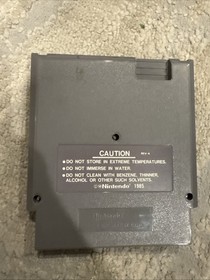 CAUTION
REV-A
●DO NOT STORE IN EXTREME TEMPERATURES.
●DO NOT IMMERSE IN WATER.
●DO NOT CLEAN WITH BENZENE, THINNER,
ALCOHOL OR OTHER SUCH SOLVENTS.
©Nintendo 1985